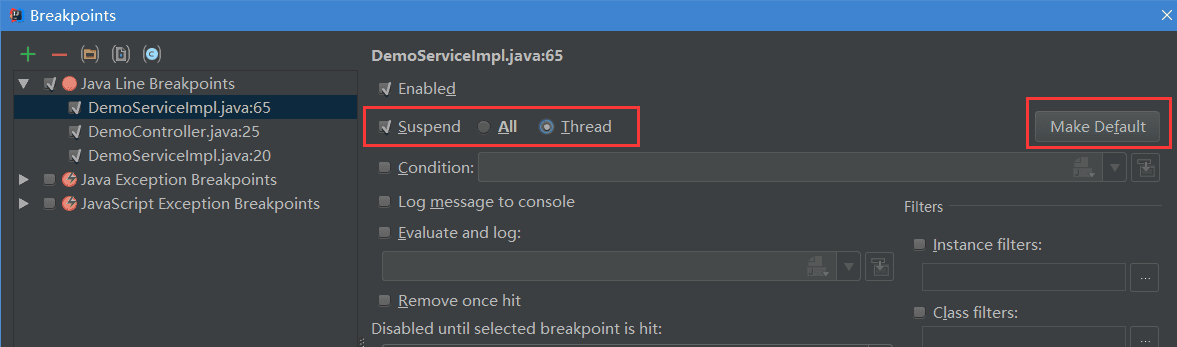 Breakpoints
DemoServiceImpl.java:65
Java Line Breakpoints
DemoServiceImpl.java:65
DemoController.java:25
DemoServiceImpl.java:20
Java Exception Breakpoints
JavaScript Exception Breakpoints
Enabled
Suspend All Thread
Make Default
Condition:
Log message to console
Evaluate and log:
Remove once hit
Disabled until selected breakpoint is hit:
Filters
Instance filters:
...
Class filters:
...